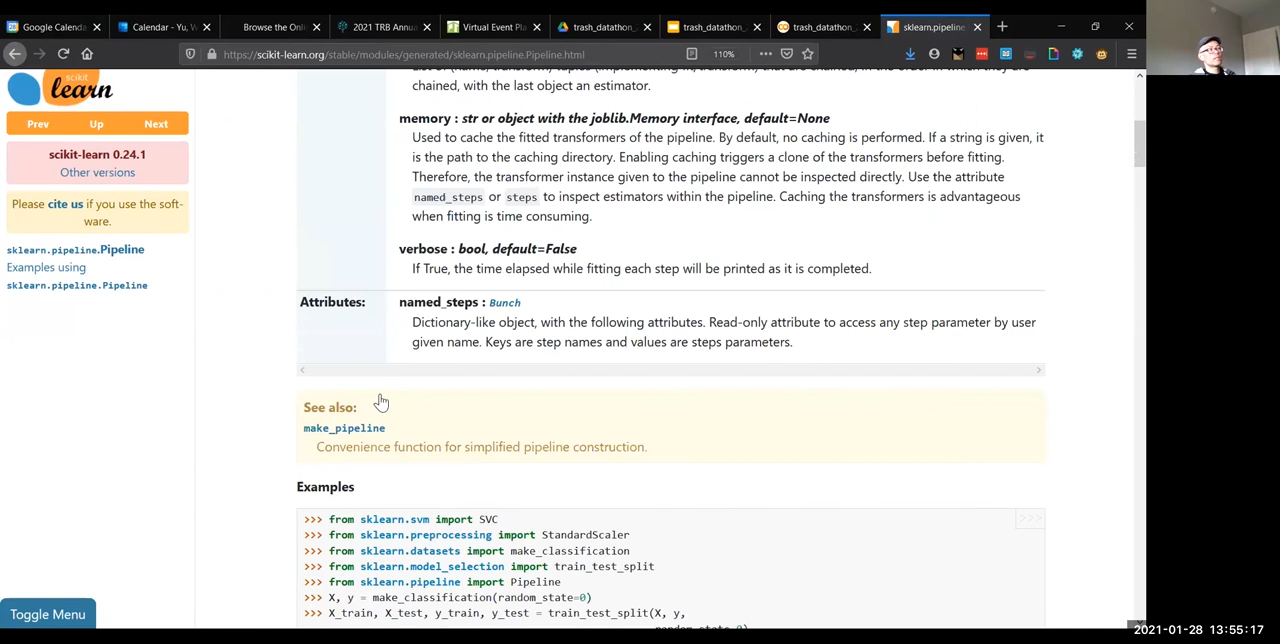 Google Calendar
Calendar - Yu, W
Browse the Onli
2021 TRB Annua
Virtual Event Pl
trash_datathon_
trash_datathon_
trash_datathon_
sklearn.pipeline
https://scikit-learn.org/stable/modules/generated/sklearn.pipeline.Pipeline.html
110%
scikit
learn
Prev Up Next
scikit-learn 0.24.1
Other versions
Please cite us if you use the soft-
ware.
sklearn.pipeline.Pipeline
Examples using
sklearn.pipeline.Pipeline
Toggle Menu
chained, with the last object an estimator.
memory : str or object with the joblib.Memory interface, default=None
Used to cache the fitted transformers of the pipeline. By default, no caching is performed. If a string is given, it
is the path to the caching directory. Enabling caching triggers a clone of the transformers before fitting.
Therefore, the transformer instance given to the pipeline cannot be inspected directly. Use the attribute
named_steps or steps to inspect estimators within the pipeline. Caching the transformers is advantageous
when fitting is time consuming.
verbose : bool, default=False
If True, the time elapsed while fitting each step will be printed as it is completed.
Attributes: named_steps : Bunch
Dictionary-like object, with the following attributes. Read-only attribute to access any step parameter by user
given name. Keys are step names and values are steps parameters.
See also:
make_pipeline
Convenience function for simplified pipeline construction.
Examples
>>>
>>> from sklearn.svm import SVC
>>> from sklearn.preprocessing import StandardScaler
>>> from sklearn.datasets import make_classification
>>> from sklearn.model_selection import train_test_split
>>> from sklearn.pipeline import Pipeline
>>> X, y = make_classification(random_state=0)
>>> X_train, X_test, y_train, y_test = train_test_split(X, y,
2021-01-28 13:55:17